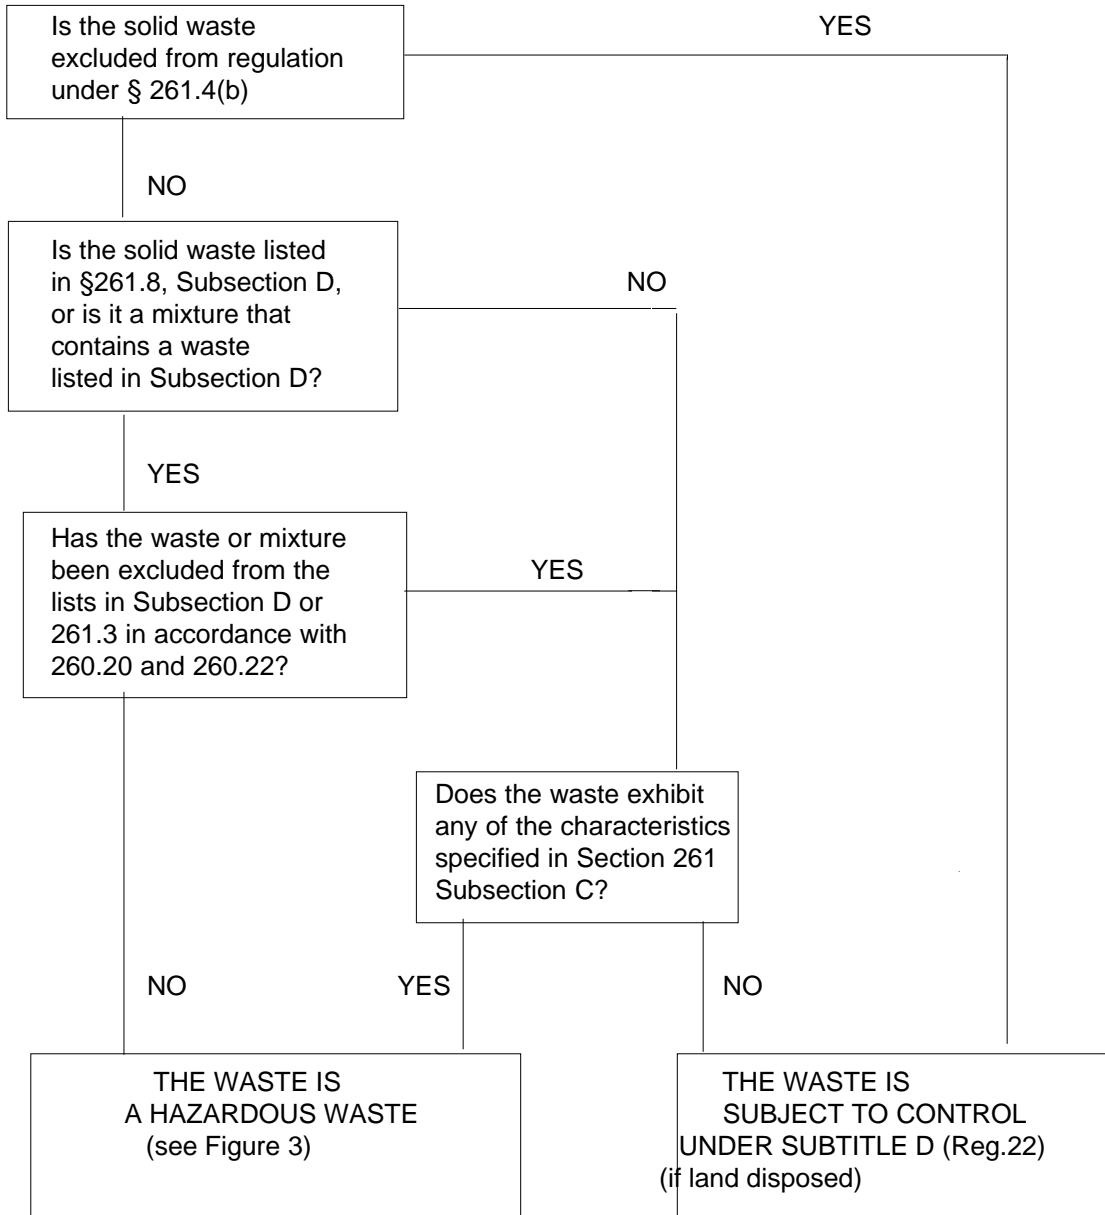 Is the solid waste
excluded from regulation
under § 261.4(b)
YES
NO
Is the solid waste listed
in §261.8, Subsection D,
or is it a mixture that
contains a waste
listed in Subsection D?
NO
YES
Has the waste or mixture
been excluded from the
lists in Subsection D or
261.3 in accordance with
260.20 and 260.22?
YES
Does the waste exhibit
any of the characteristics
specified in Section 261
Subsection C?
NO
YES
NO
THE WASTE IS
A HAZARDOUS WASTE
(see Figure 3)
THE WASTE IS
SUBJECT TO CONTROL
UNDER SUBTITLE D (Reg.22)
(if land disposed)